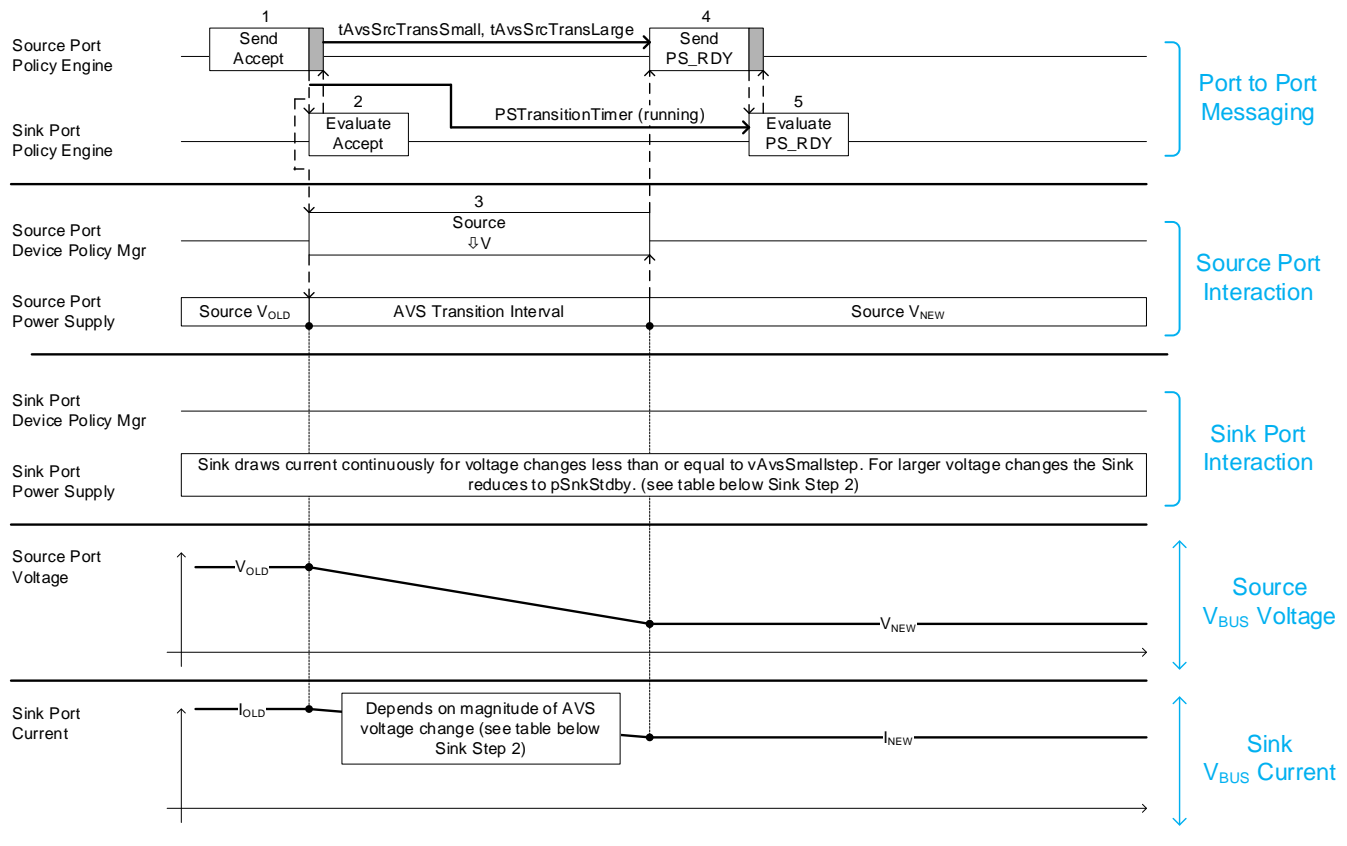 1
4
Source Port
Policy Engine
Send
Accept
tAvsSrcTransSmall, tAvsSrcTransLarge
Send
PS_RDY
Port to Port
Messaging
2
PSTransitionTimer (running)
5
Sink Port
Policy Engine
Evaluate
Accept
Evaluate
PS_RDY
3
Source Port
Device Policy Mgr
Source
⇩V
Source Port
Interaction
Source Port
Power Supply
Source VOLD
AVS Transition Interval
Source VNEW
Sink Port
Device Policy Mgr
Sink Port
Interaction
Sink Port
Power Supply
Sink draws current continuously for voltage changes less than or equal to vAvsSmallstep. For larger voltage changes the Sink
reduces to pSnkStdby. (see table below Sink Step 2)
Source Port
Voltage
VOLD
VNEW
Source
VBUS Voltage
Sink Port
Current
IOLD
Depends on magnitude of AVS
voltage change (see table below
Sink Step 2)
INEW
Sink
VBUS Current